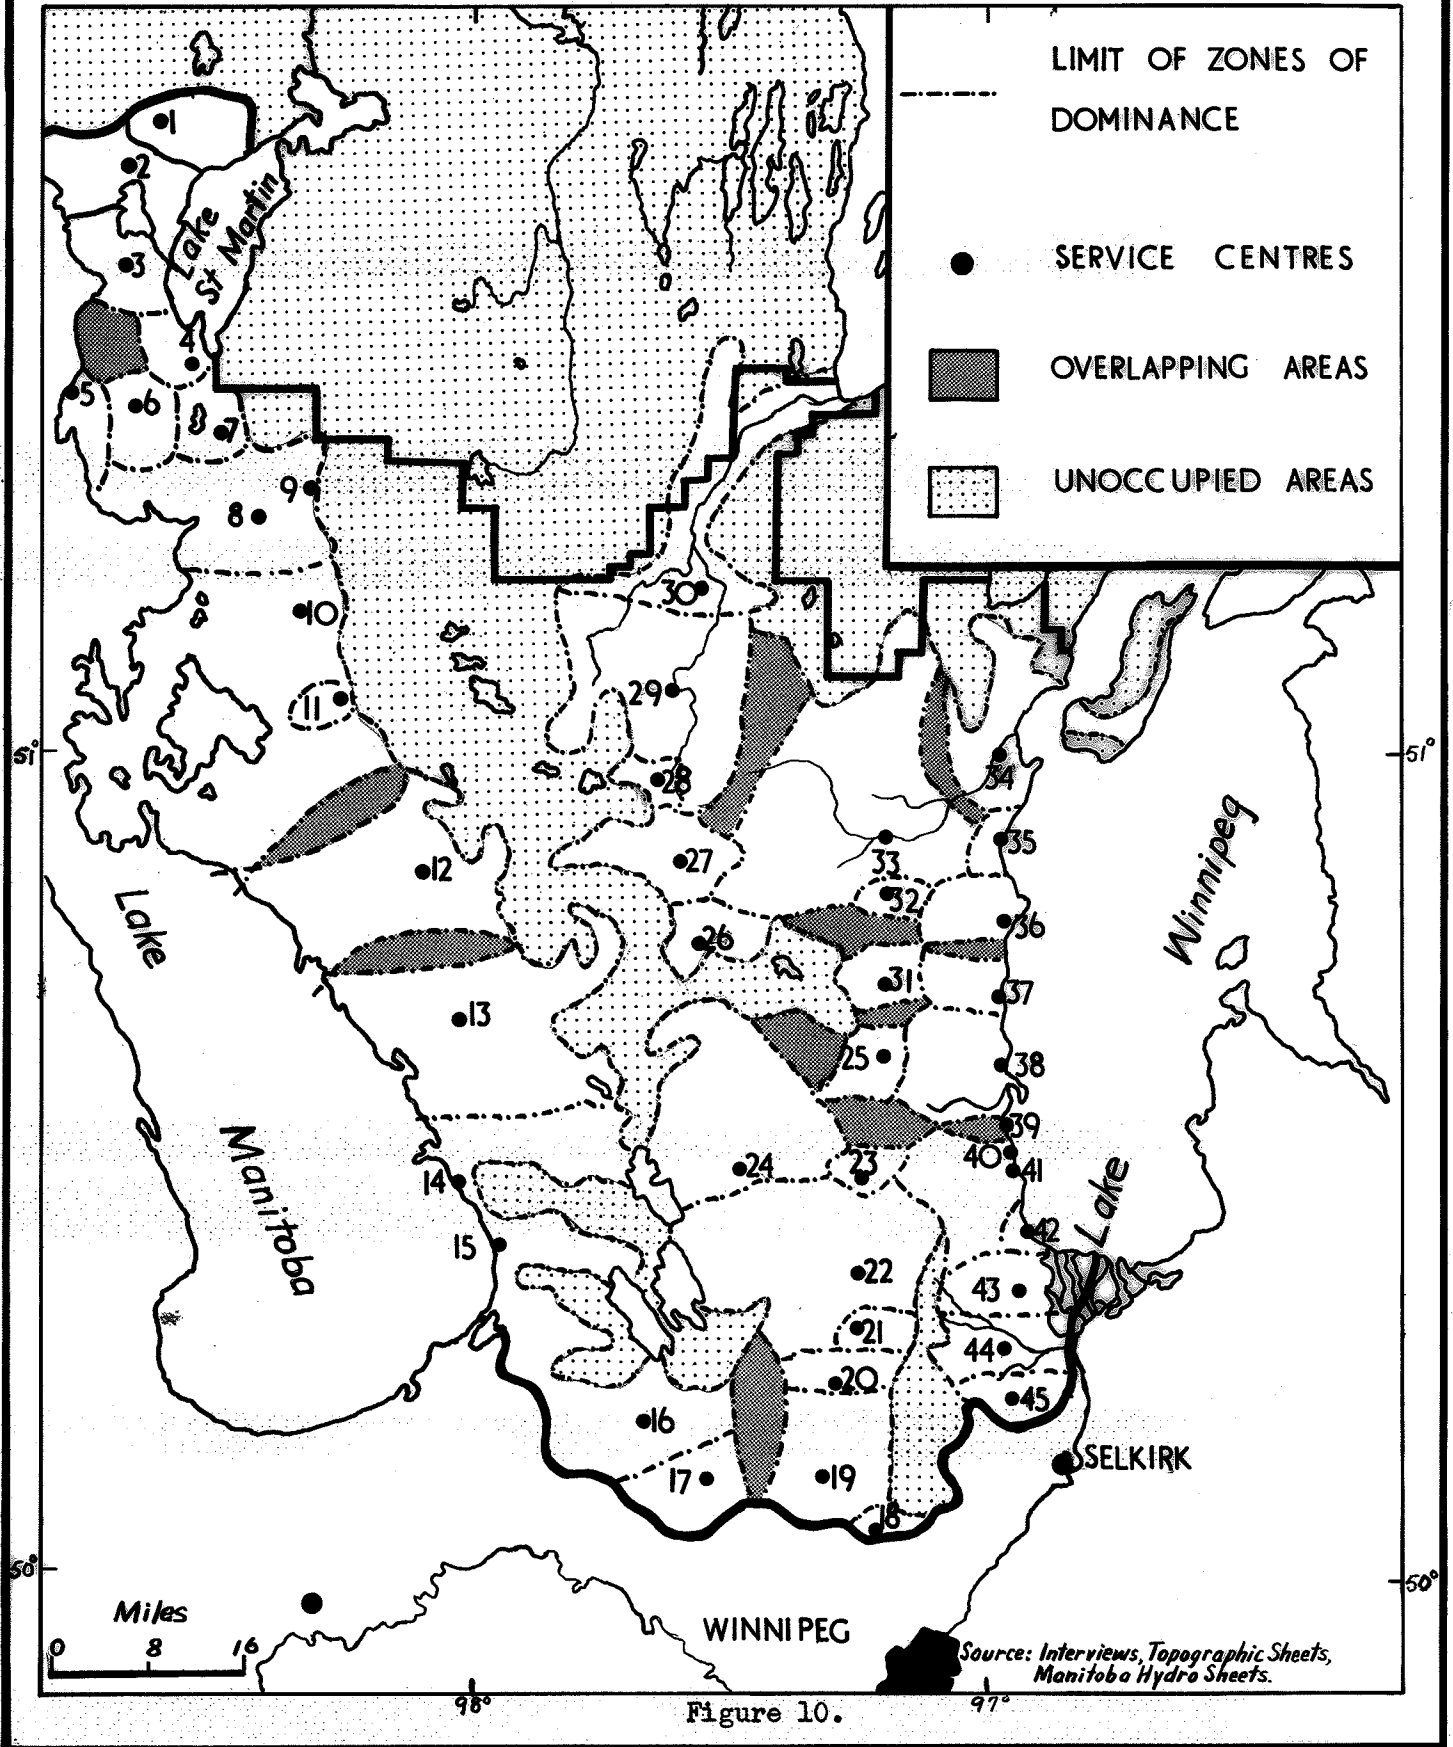 LIMIT OF ZONES OF
DOMINANCE
SERVICE CENTRES
OVERLAPPING AREAS
UNOCCUPIED AREAS
1
2
Lake
St Martin
3
4
5
6
7
9
8
30
10
29
11
51°
51°
28
34
27
35
33
12
32
36
26
Lake
Winnipeg
31
37
13
25
38
39
Manitoba
24
23
40
41
14
Lake
42
15
22
43
21
44
20
45
16
17
19
SELKIRK
18
50°
50°
Miles
0 8 16
WINNIPEG
Source: Interviews, Topographic Sheets,
Manitoba Hydro Sheets.
98°
97°
Figure 10.